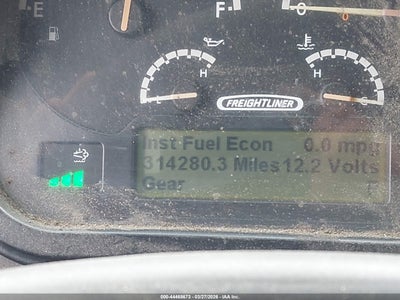 E F
H H
L
FREIGHTLINER
Inst Fuel Econ 0.0 mpg
314280.3 Miles 12.2 Volts
Gear
000-44468673 - 03/27/2026 - IAA Inc.